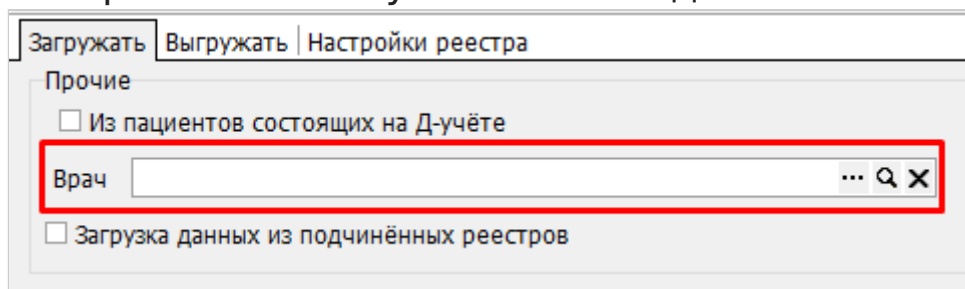 Загружать Выгружать Настройки реестра
Прочие
Из пациентов состоящих на Д-учёте
Врач
Загрузка данных из подчинённых реестров